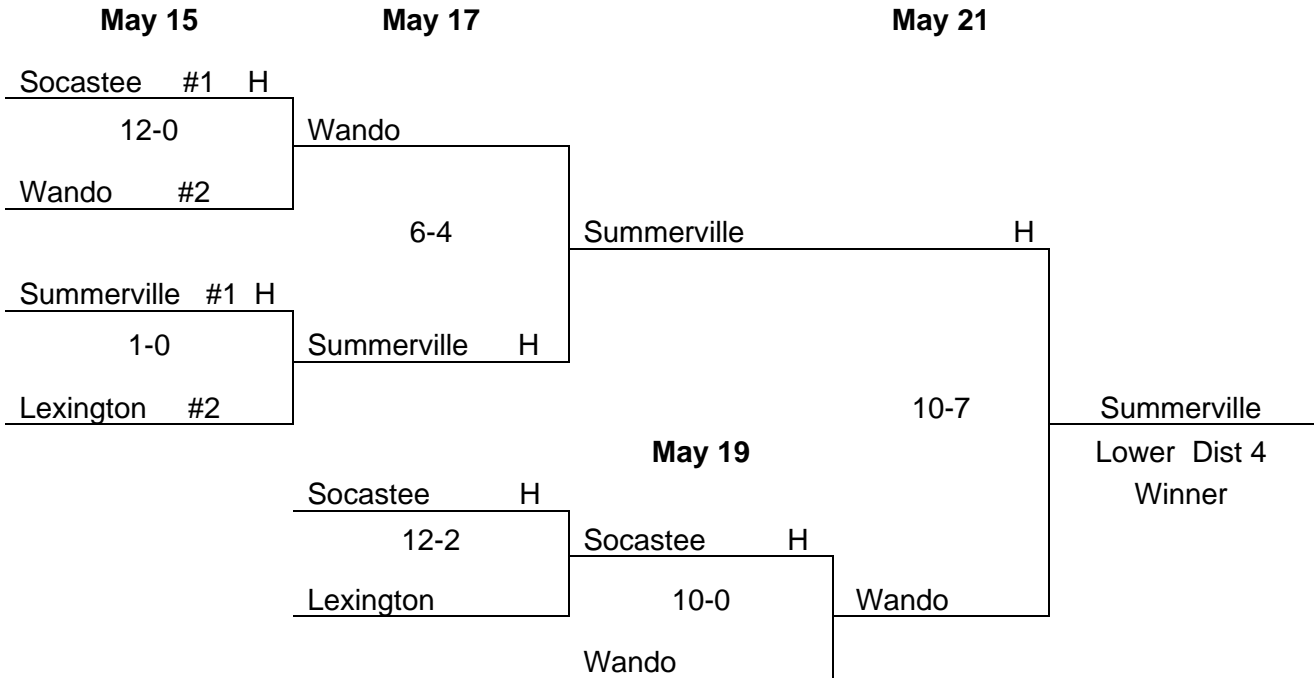 May 15 May 17 May 21
Socastee #1 H
12-0 Wando
Wando #2
6-4 Summerville H
Summerville #1 H
1-0 Summerville H
Lexington #2 10-7 Summerville
May 19 Lower Dist 4
Socastee H Winner
12-2 Socastee H
Lexington 10-0 Wando
Wando